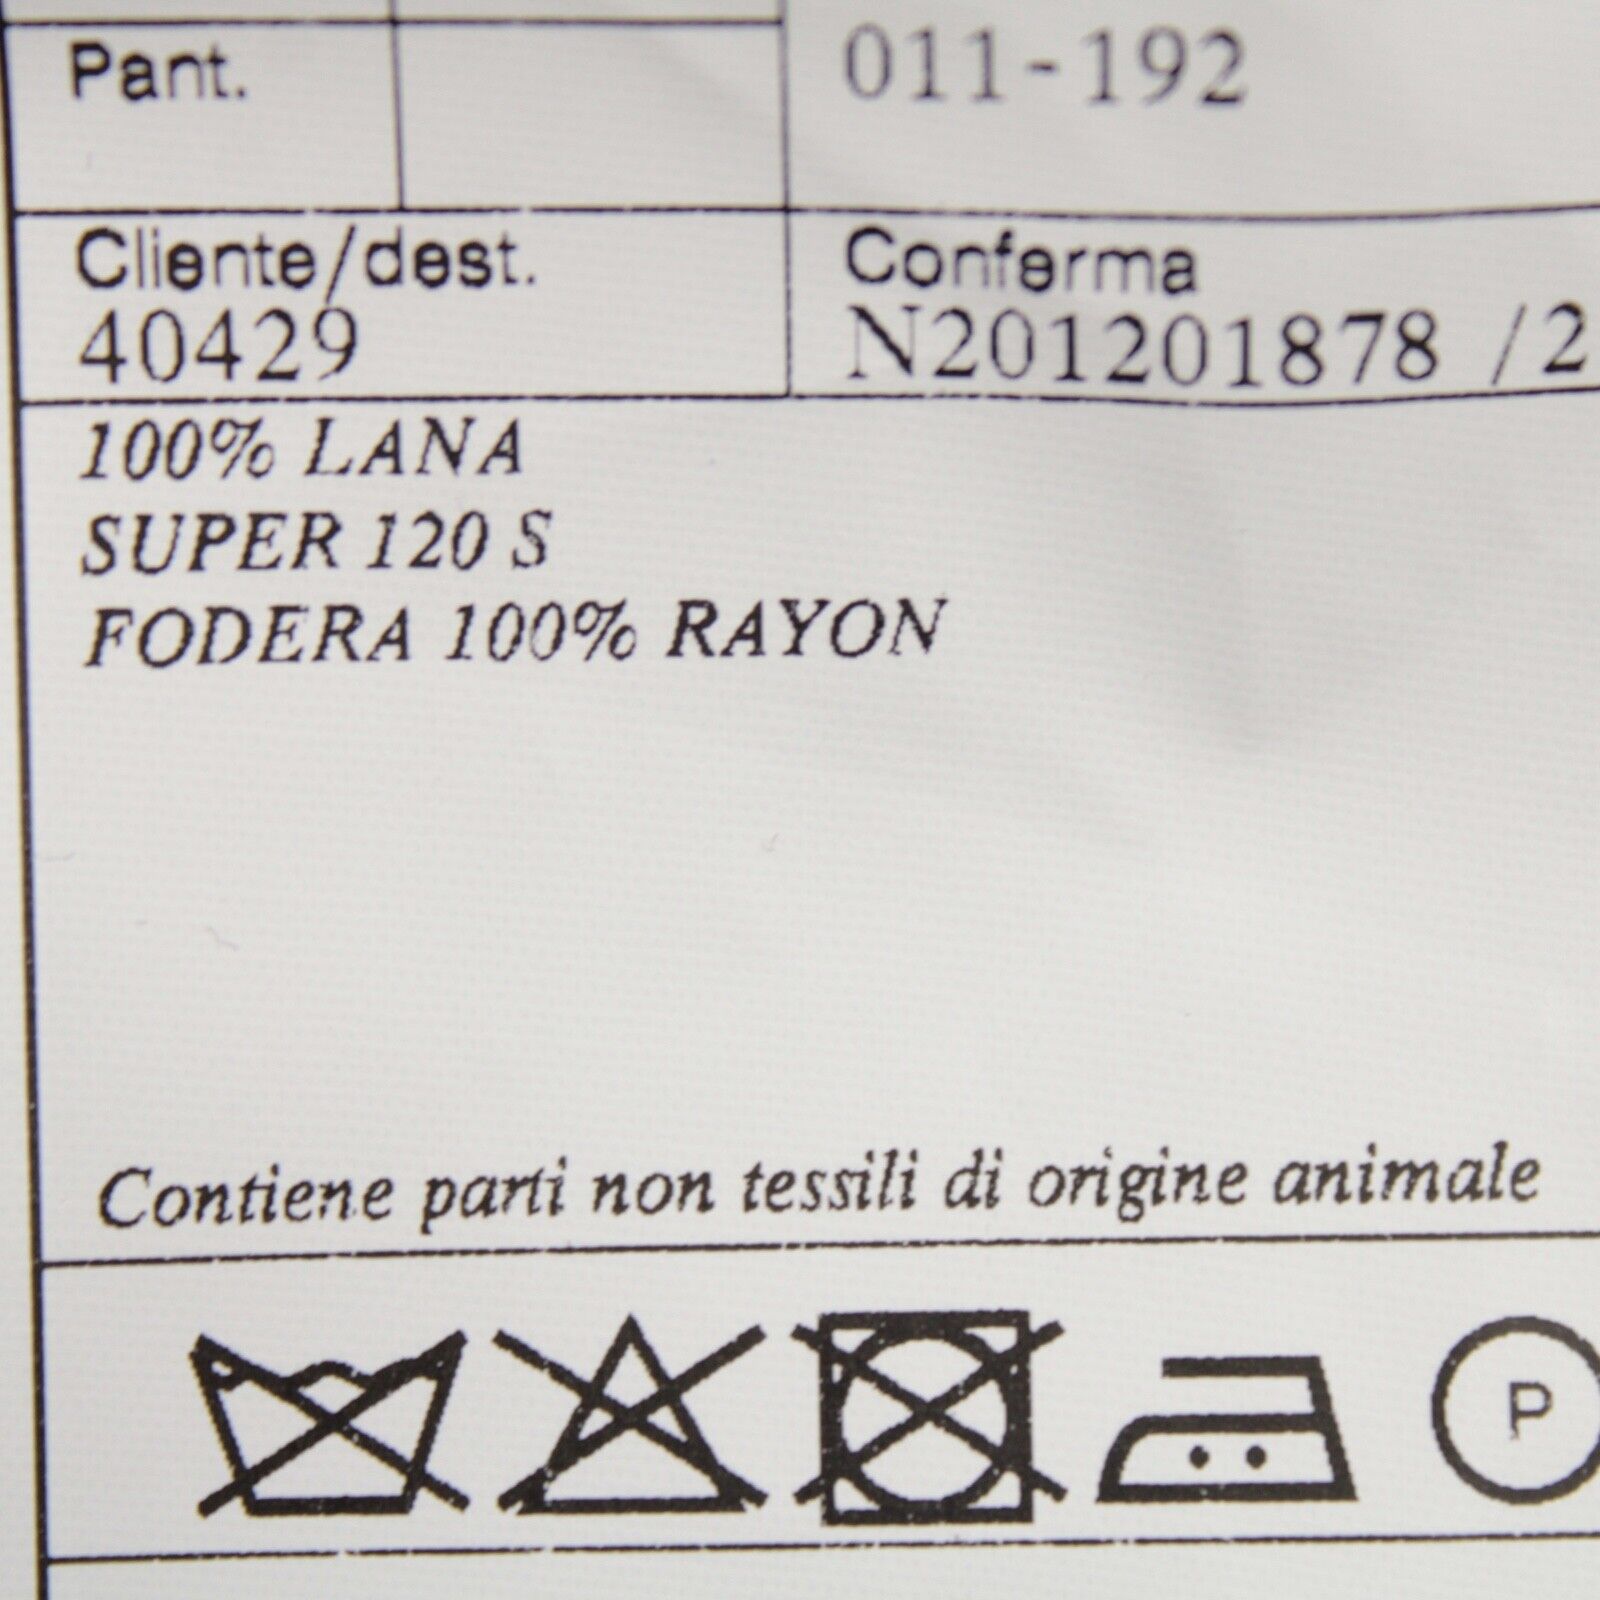 Pant.
011-192
Cliente/dest.
40429
Conferma
N201201878 /2
100% LANA
SUPER 120 S
FODERA 100% RAYON
Contiene parti non tessili di origine animale
P